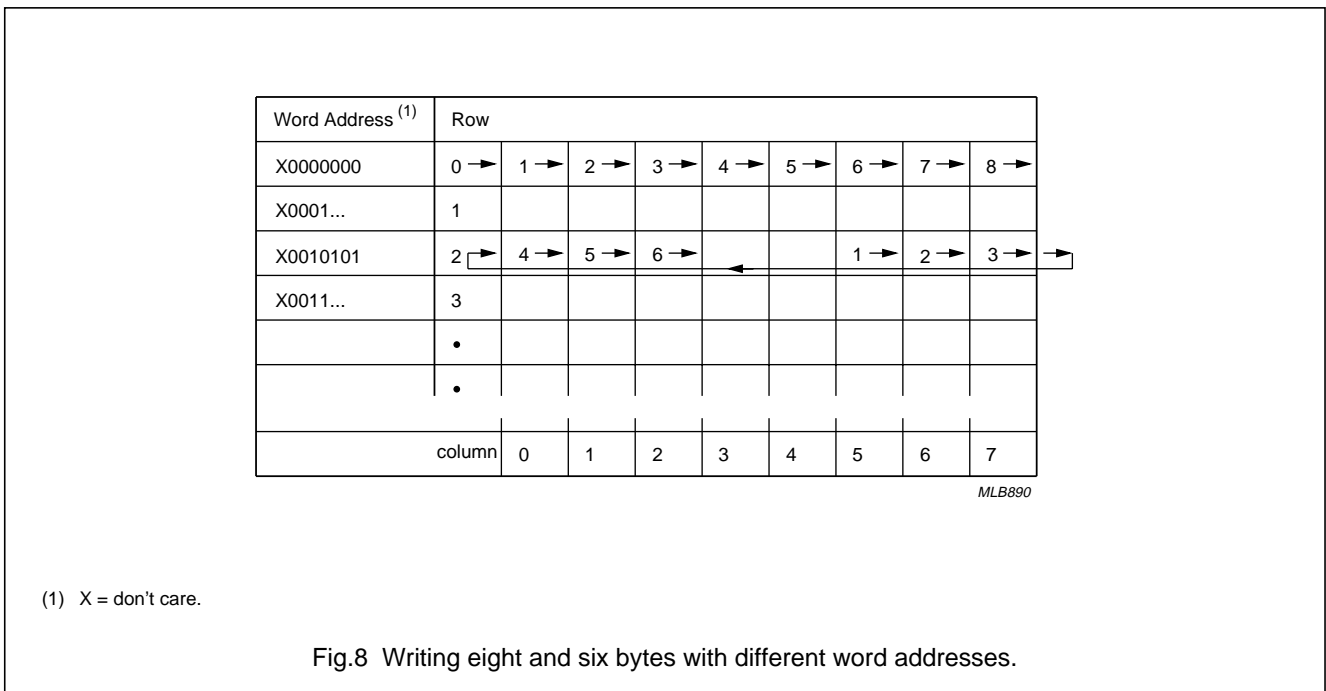 Word Address (1) Row
X0000000 0 1 2 3 4 5 6 7 8
X0001... 1
X0010101 2 4 5 6 1 2 3
X0011... 3
•
•
column 0 1 2 3 4 5 6 7
MLB890
(1) X = don't care.
Fig.8 Writing eight and six bytes with different word addresses.